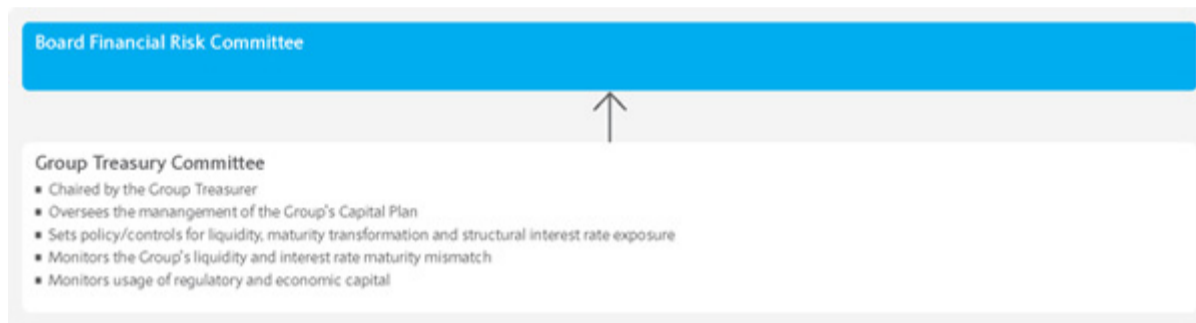 Board Financial Risk Committee
Group Treasury Committee
▪ Chaired by the Group Treasurer
▪ Oversees the manangement of the Group's Capital Plan
▪ Sets policy/controls for liquidity, maturity transformation and structural interest rate exposure
▪ Monitors the Group's liquidity and interest rate maturity mismatch
▪ Monitors usage of regulatory and economic capital